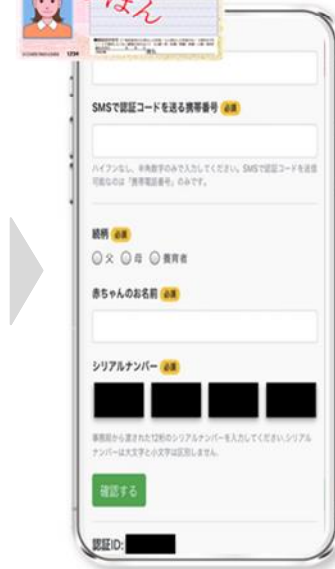 SMSで認証コードを送る携帯番号 必須
ハイフンなし、半角数字のみで入力してください。SMSで認証コードを送信
可能なのは「携帯電話番号」のみです。
続柄 必須
父 母 養育者
赤ちゃんのお名前 必須
シリアルナンバー 必須
事務局から渡された12桁のシリアルナンバーを入力してください。シリアル
ナンバーは大文字と小文字は区別しません。
確認する
認証ID: